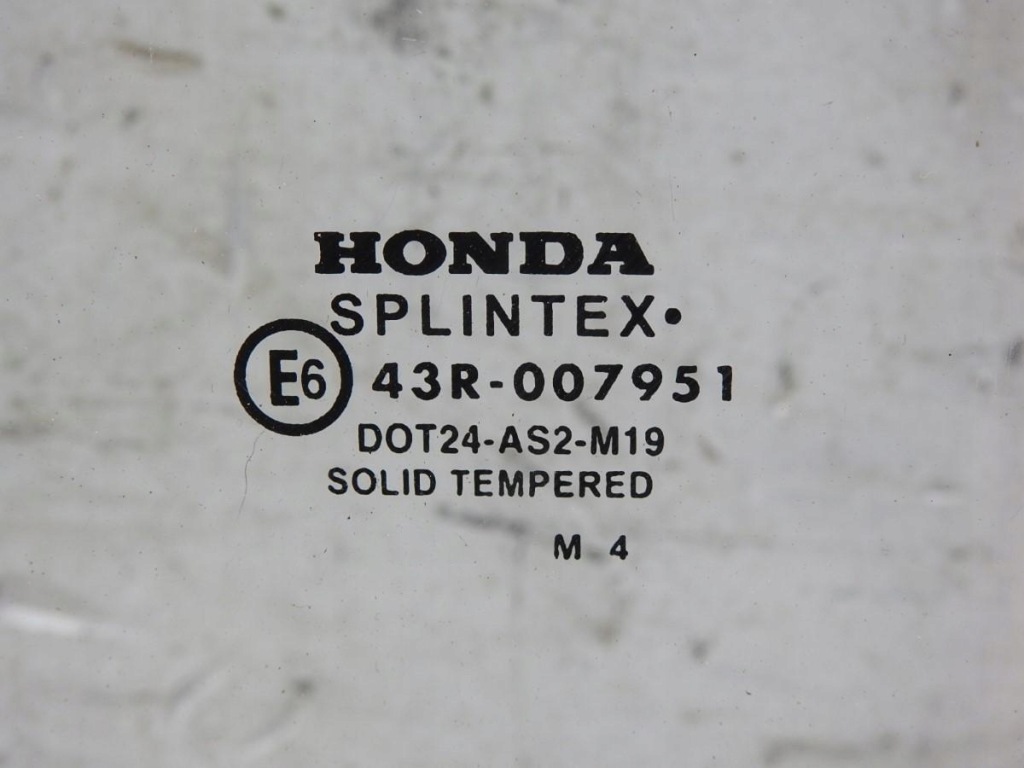 HONDA
SPLINTEX•
E6 43R-007951
DOT24-AS2-M19
SOLID TEMPERED
M 4